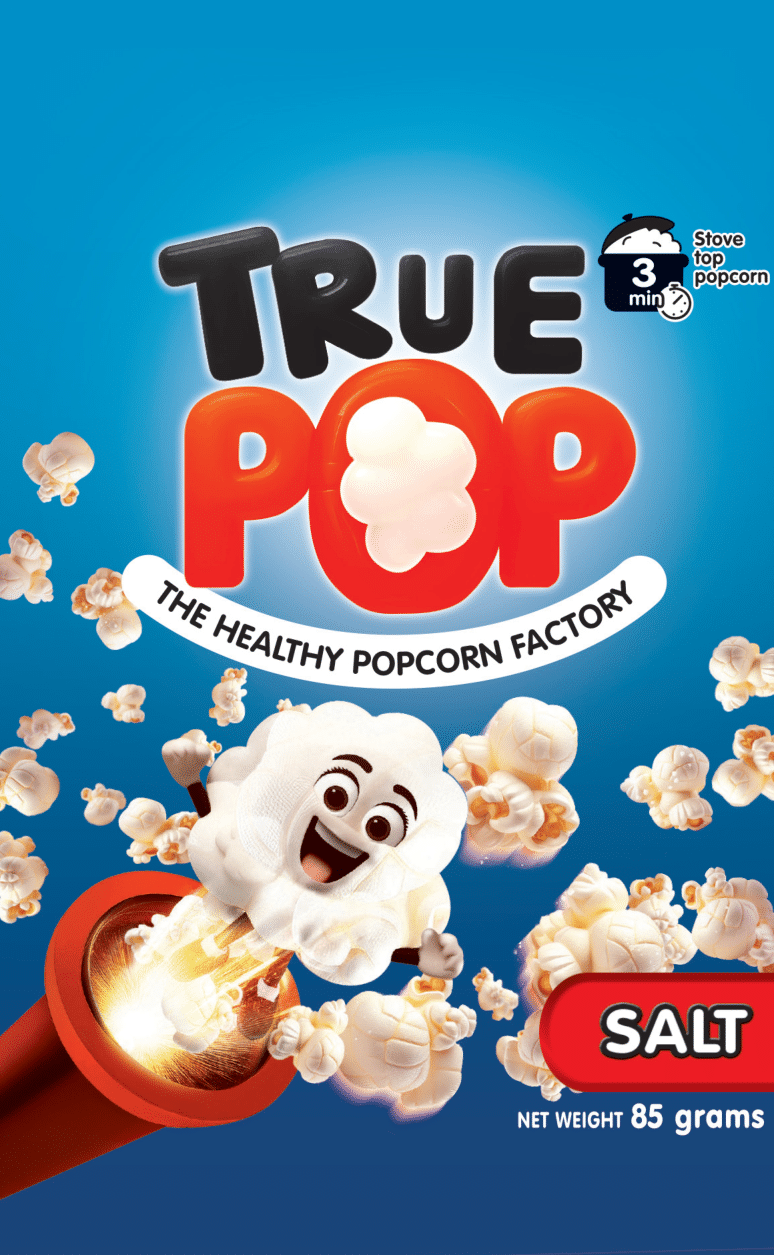 TRUE
POP
THE HEALTHY POPCORN FACTORY
3
min
Stove
top
popcorn
SALT
NET WEIGHT 85 grams